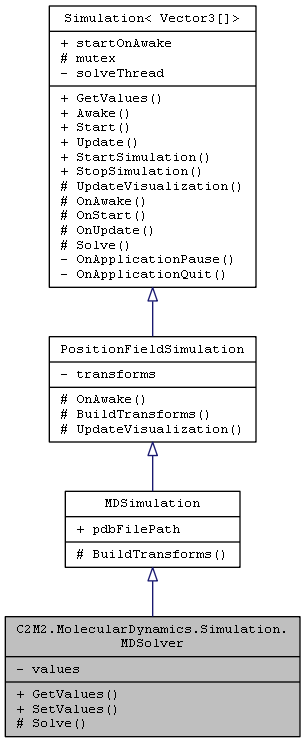 Simulation< Vector3[]>
+ startOnAwake
# mutex
- solveThread
+ GetValues()
+ Awake()
+ Start()
+ Update()
+ StartSimulation()
+ StopSimulation()
# UpdateVisualization()
# OnAwake()
# OnStart()
# OnUpdate()
# Solve()
- OnApplicationPause()
- OnApplicationQuit()
PositionFieldSimulation
- transforms
# OnAwake()
# BuildTransforms()
# UpdateVisualization()
MDSimulation
+ pdbFilePath
# BuildTransforms()
C2M2.MolecularDynamics.Simulation.
MDSolver
- values
+ GetValues()
+ SetValues()
# Solve()